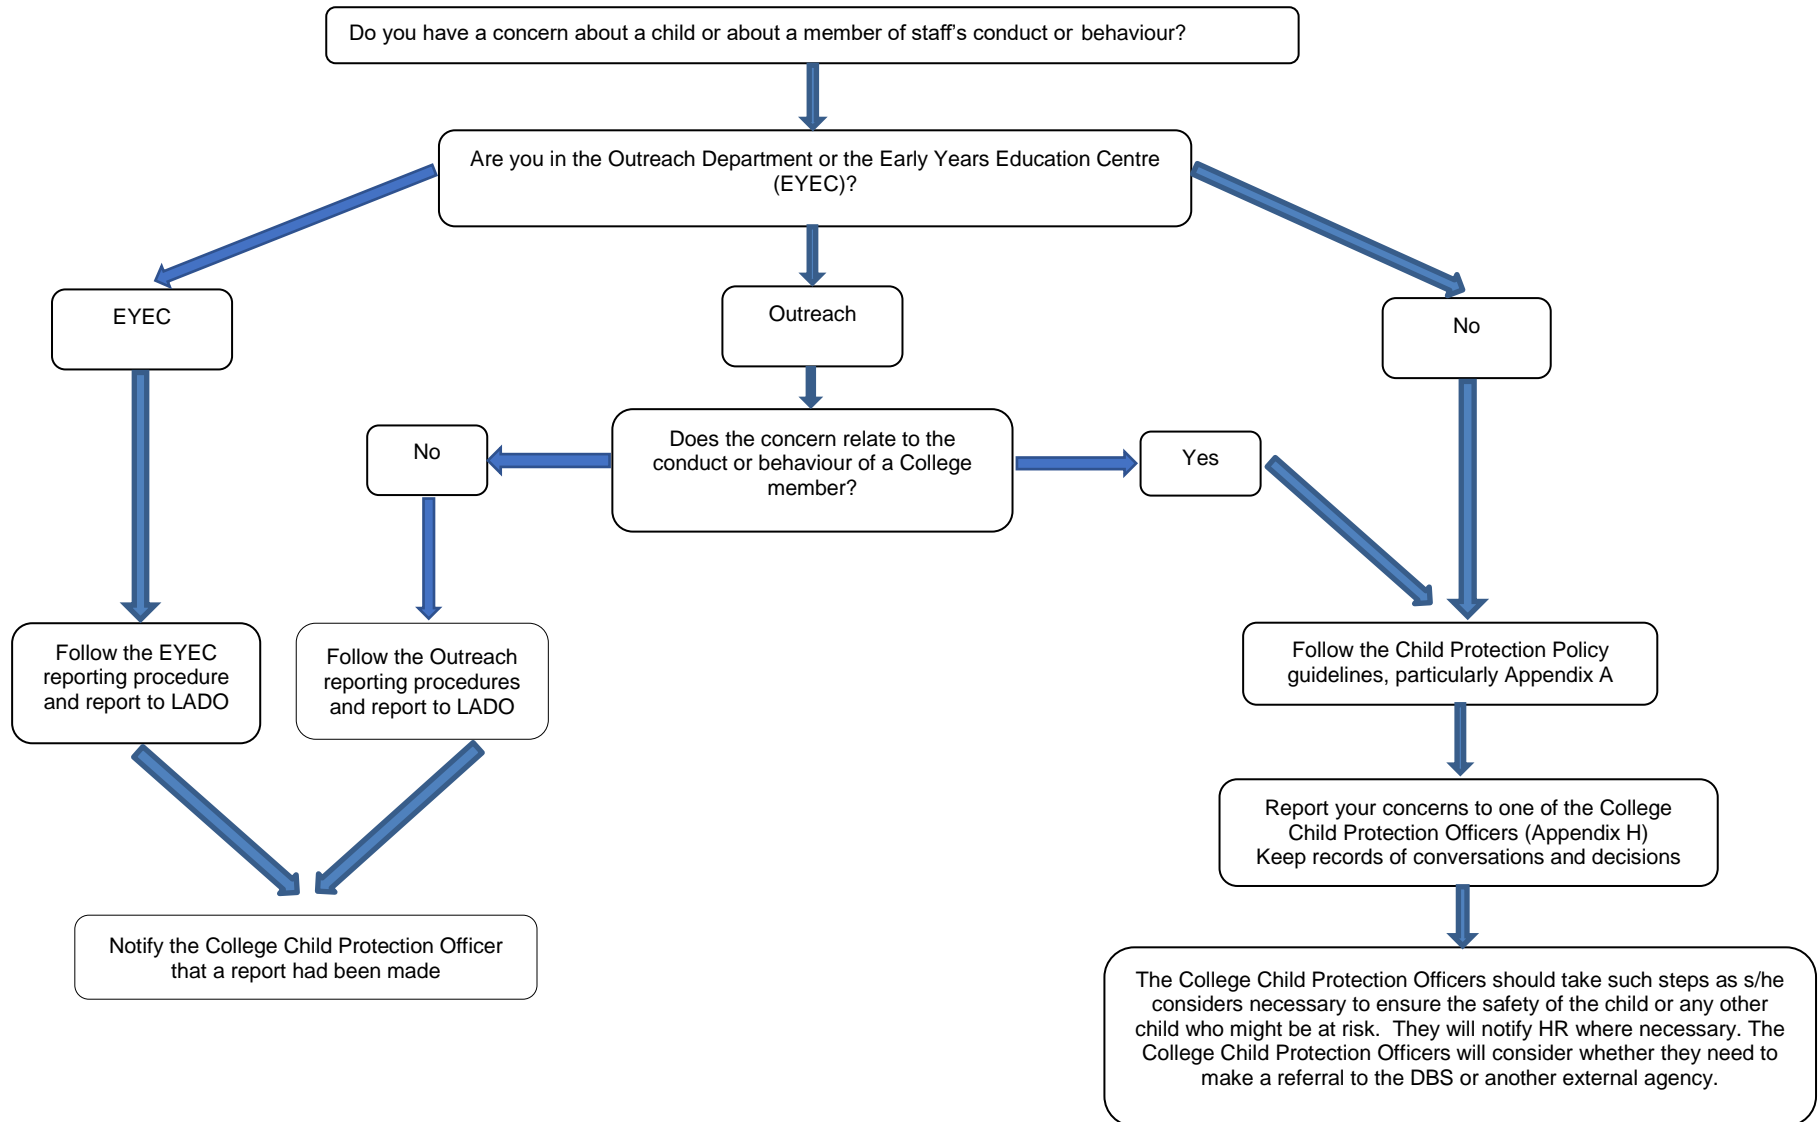 Do you have a concern about a child or about a member of staff’s conduct or behaviour?
Are you in the Outreach Department or the Early Years Education Centre
(EYEC)?
EYEC
Outreach
No
Does the concern relate to the
conduct or behaviour of a College
member?
No
Yes
Follow the EYEC
reporting procedure
and report to LADO
Follow the Outreach
reporting procedures
and report to LADO
Follow the Child Protection Policy
guidelines, particularly Appendix A
Report your concerns to one of the College
Child Protection Officers (Appendix H)
Keep records of conversations and decisions
Notify the College Child Protection Officer
that a report had been made
The College Child Protection Officers should take such steps as s/he
considers necessary to ensure the safety of the child or any other
child who might be at risk.  They will notify HR where necessary. The
College Child Protection Officers will consider whether they need to
make a referral to the DBS or another external agency.